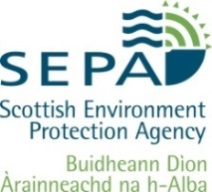 SEPA
Scottish Environment
Protection Agency
Buidheann Dìon
Àrainneachd na h-Alba